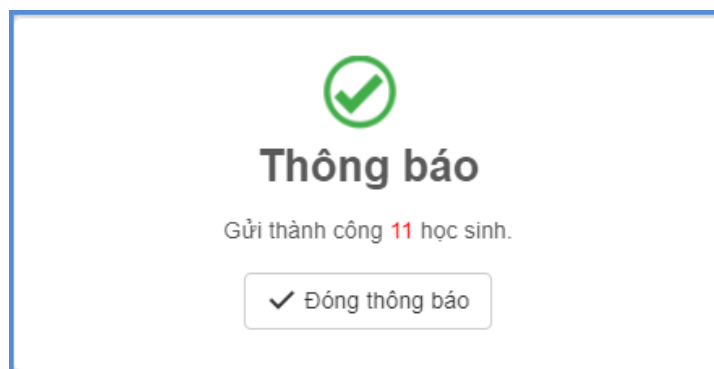 Thông báo
Gửi thành công 11 học sinh.
Đóng thông báo